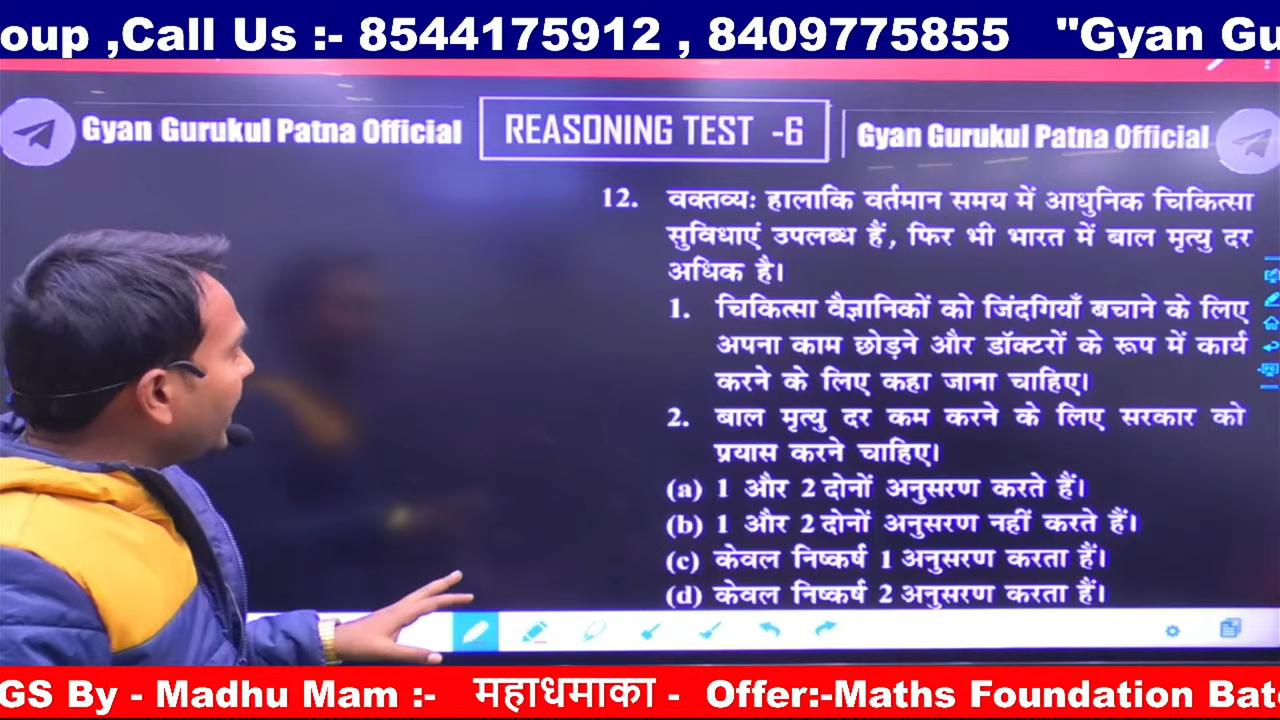 oup ,Call Us :- 8544175912 , 8409775855 "Gyan Gu
Gyan Gurukul Patna Official
REASONING TEST -6
Gyan Gurukul Patna Official
12. वक्तव्यः हालाकि वर्तमान समय में आधुनिक चिकित्सा
सुविधाएं उपलब्ध हैं, फिर भी भारत में बाल मृत्यु दर
अधिक है।
1. चिकित्सा वैज्ञानिकों को जिंदगियाँ बचाने के लिए
अपना काम छोड़ने और डॉक्टरों के रूप में कार्य
करने के लिए कहा जाना चाहिए।
2. बाल मृत्यु दर कम करने के लिए सरकार को
प्रयास करने चाहिए।
(a) 1 और 2 दोनों अनुसरण करते हैं।
(b) 1 और 2 दोनों अनुसरण नहीं करते हैं।
(c) केवल निष्कर्ष 1 अनुसरण करता हैं।
(d) केवल निष्कर्ष 2 अनुसरण करता हैं।
GS By - Madhu Mam :- महाधमाका - Offer:-Maths Foundation Bat